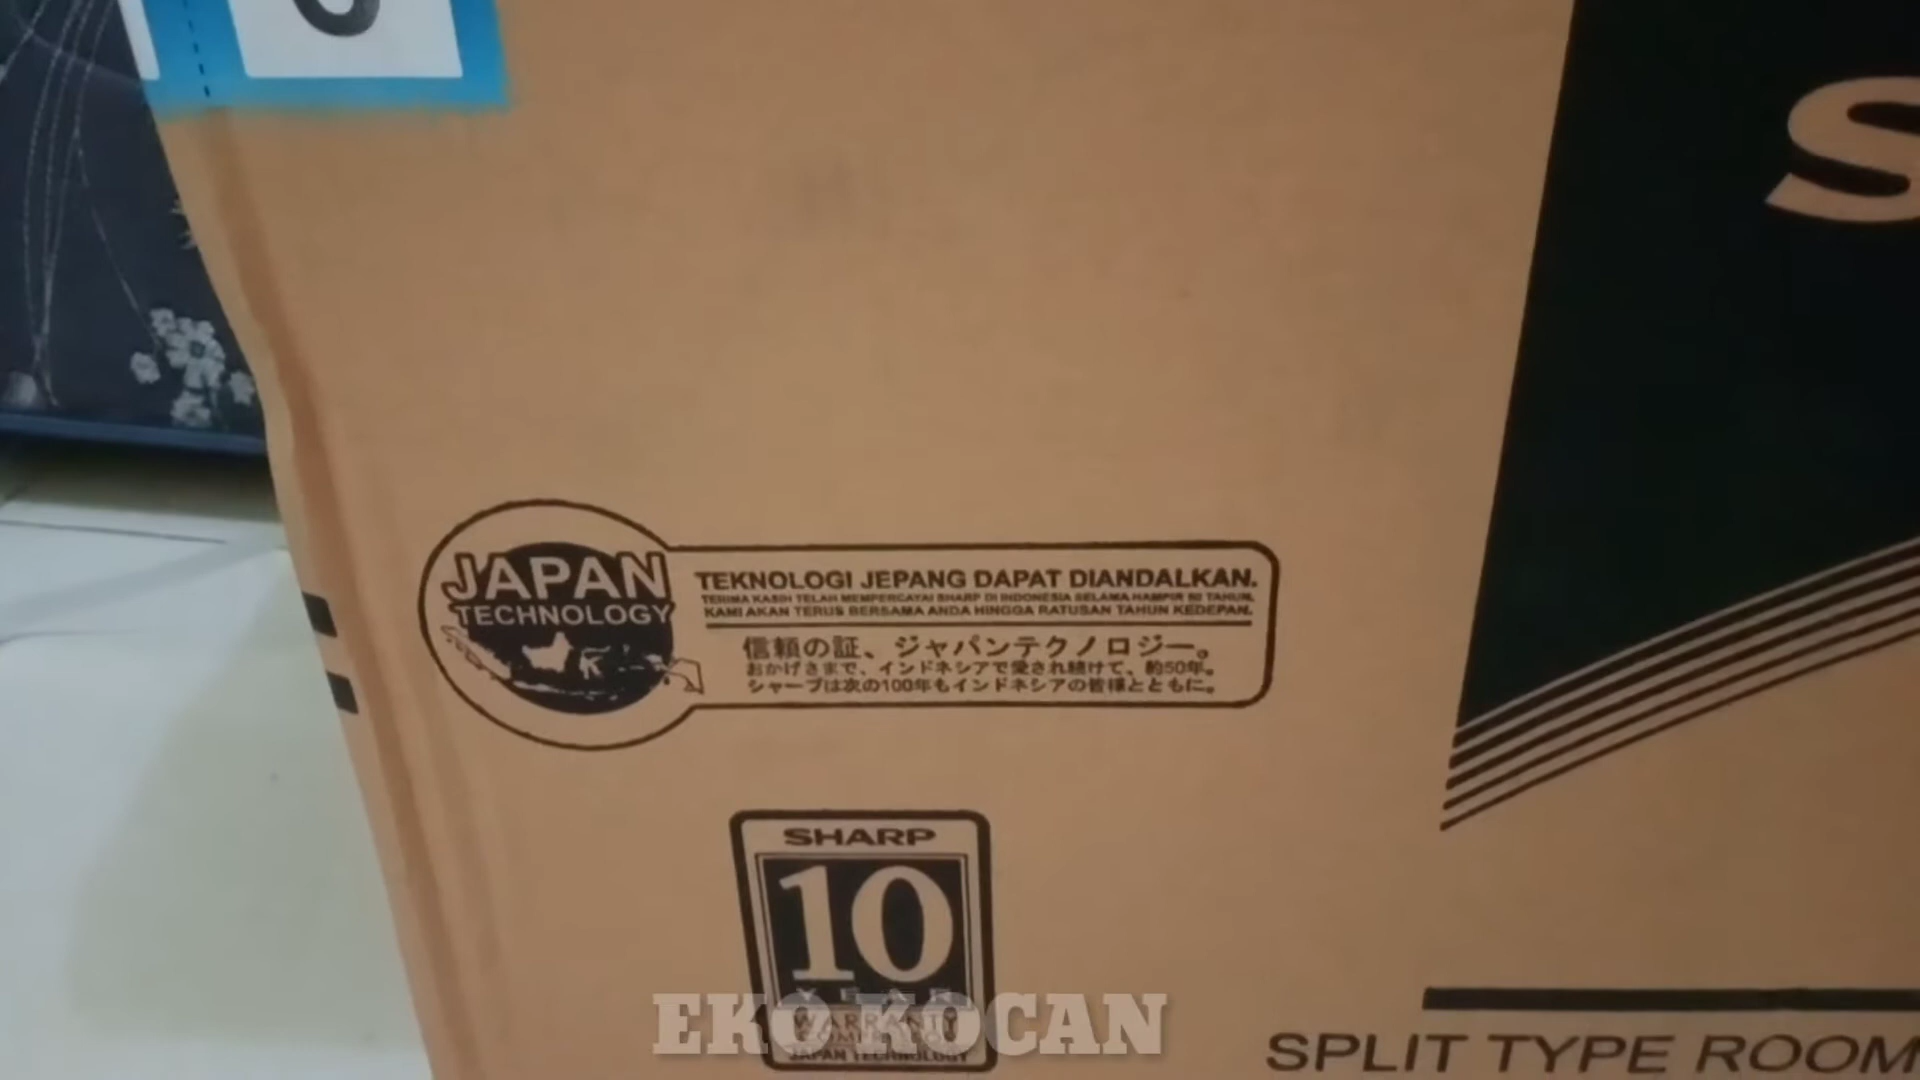 S
JAPAN
TECHNOLOGY
TEKNOLOGI JEPANG DAPAT DIANDALKAN.
TERIMA KASIH TELAH MEMPERCAYAI SHARP DI INDONESIA SELAMA HAMPIR 50 TAHUN.
KAMI AKAN TERUS BERSAMA ANDA HINGGA RATUSAN TAHUN KEDEPAN.
信頼の証、ジャパンテクノロジー。
おかげさまで、インドネシアで愛され続けて、約50年。
シャープは次の100年もインドネシアの皆様とともに。
SHARP
10
YEAR
WARRANTY
COMPRESSOR
JAPAN TECHNOLOGY
EKO KOCAN
SPLIT TYPE ROOM